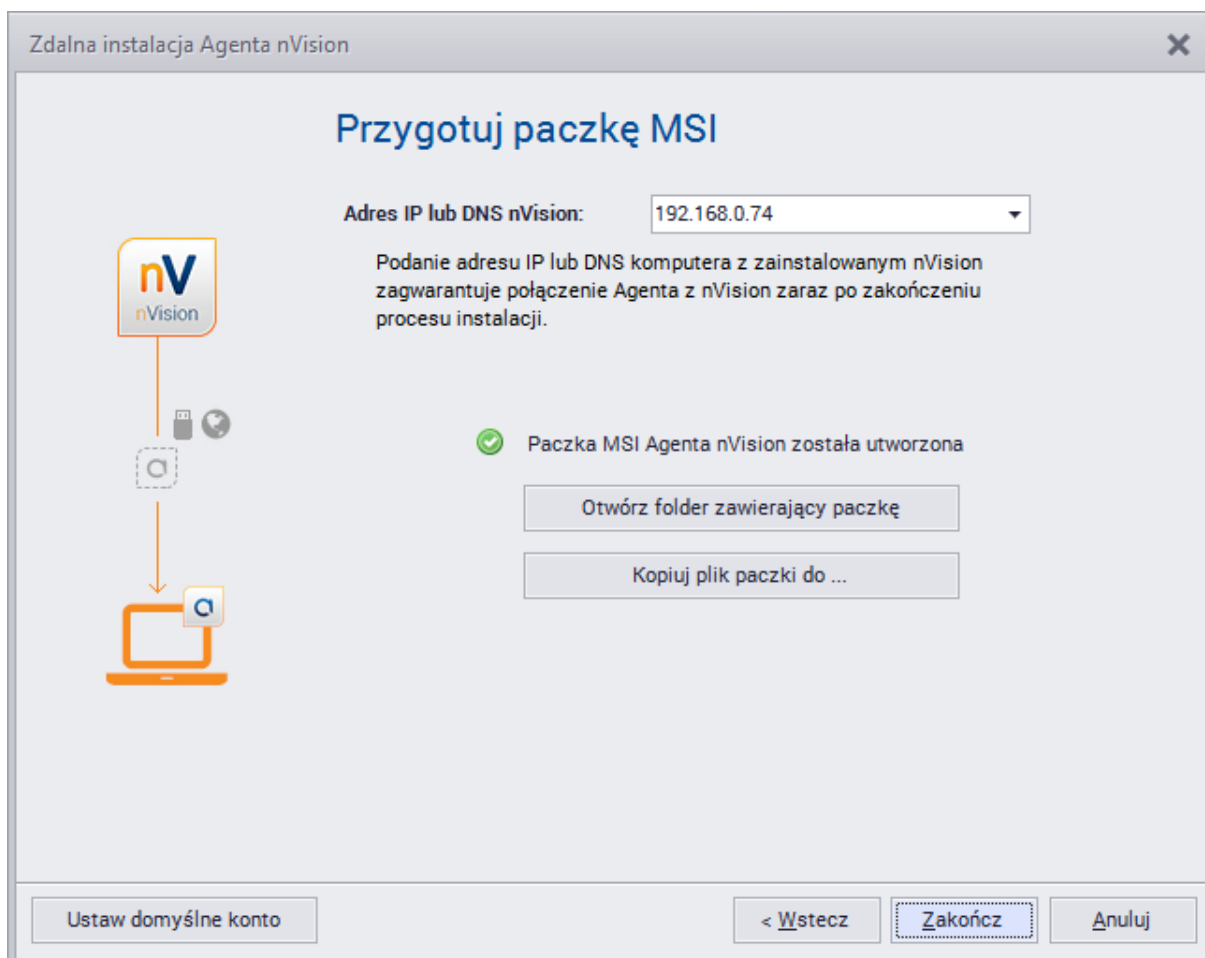 Zdalna instalacja Agenta nVision
Przygotuj paczkę MSI
Adres IP lub DNS nVision:
192.168.0.74
Podanie adresu IP lub DNS komputera z zainstalowanym nVision
zagwarantuje połączenie Agenta z nVision zaraz po zakończeniu
procesu instalacji.
nV
nVision
Paczka MSI Agenta nVision została utworzona
Otwórz folder zawierający paczkę
Kopiuj plik paczki do ...
Ustaw domyślne konto
< Wstecz
Zakończ
Anuluj